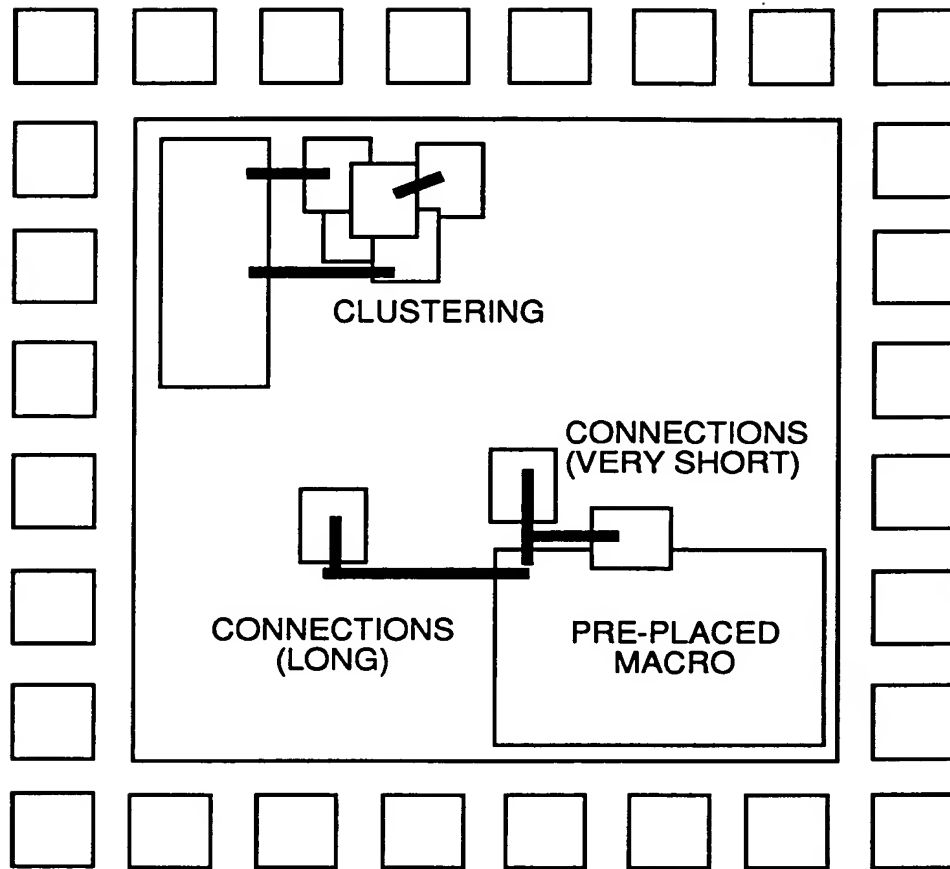 CLUSTERING
CONNECTIONS
(VERY SHORT)
CONNECTIONS
(LONG)
PRE-PLACED
MACRO